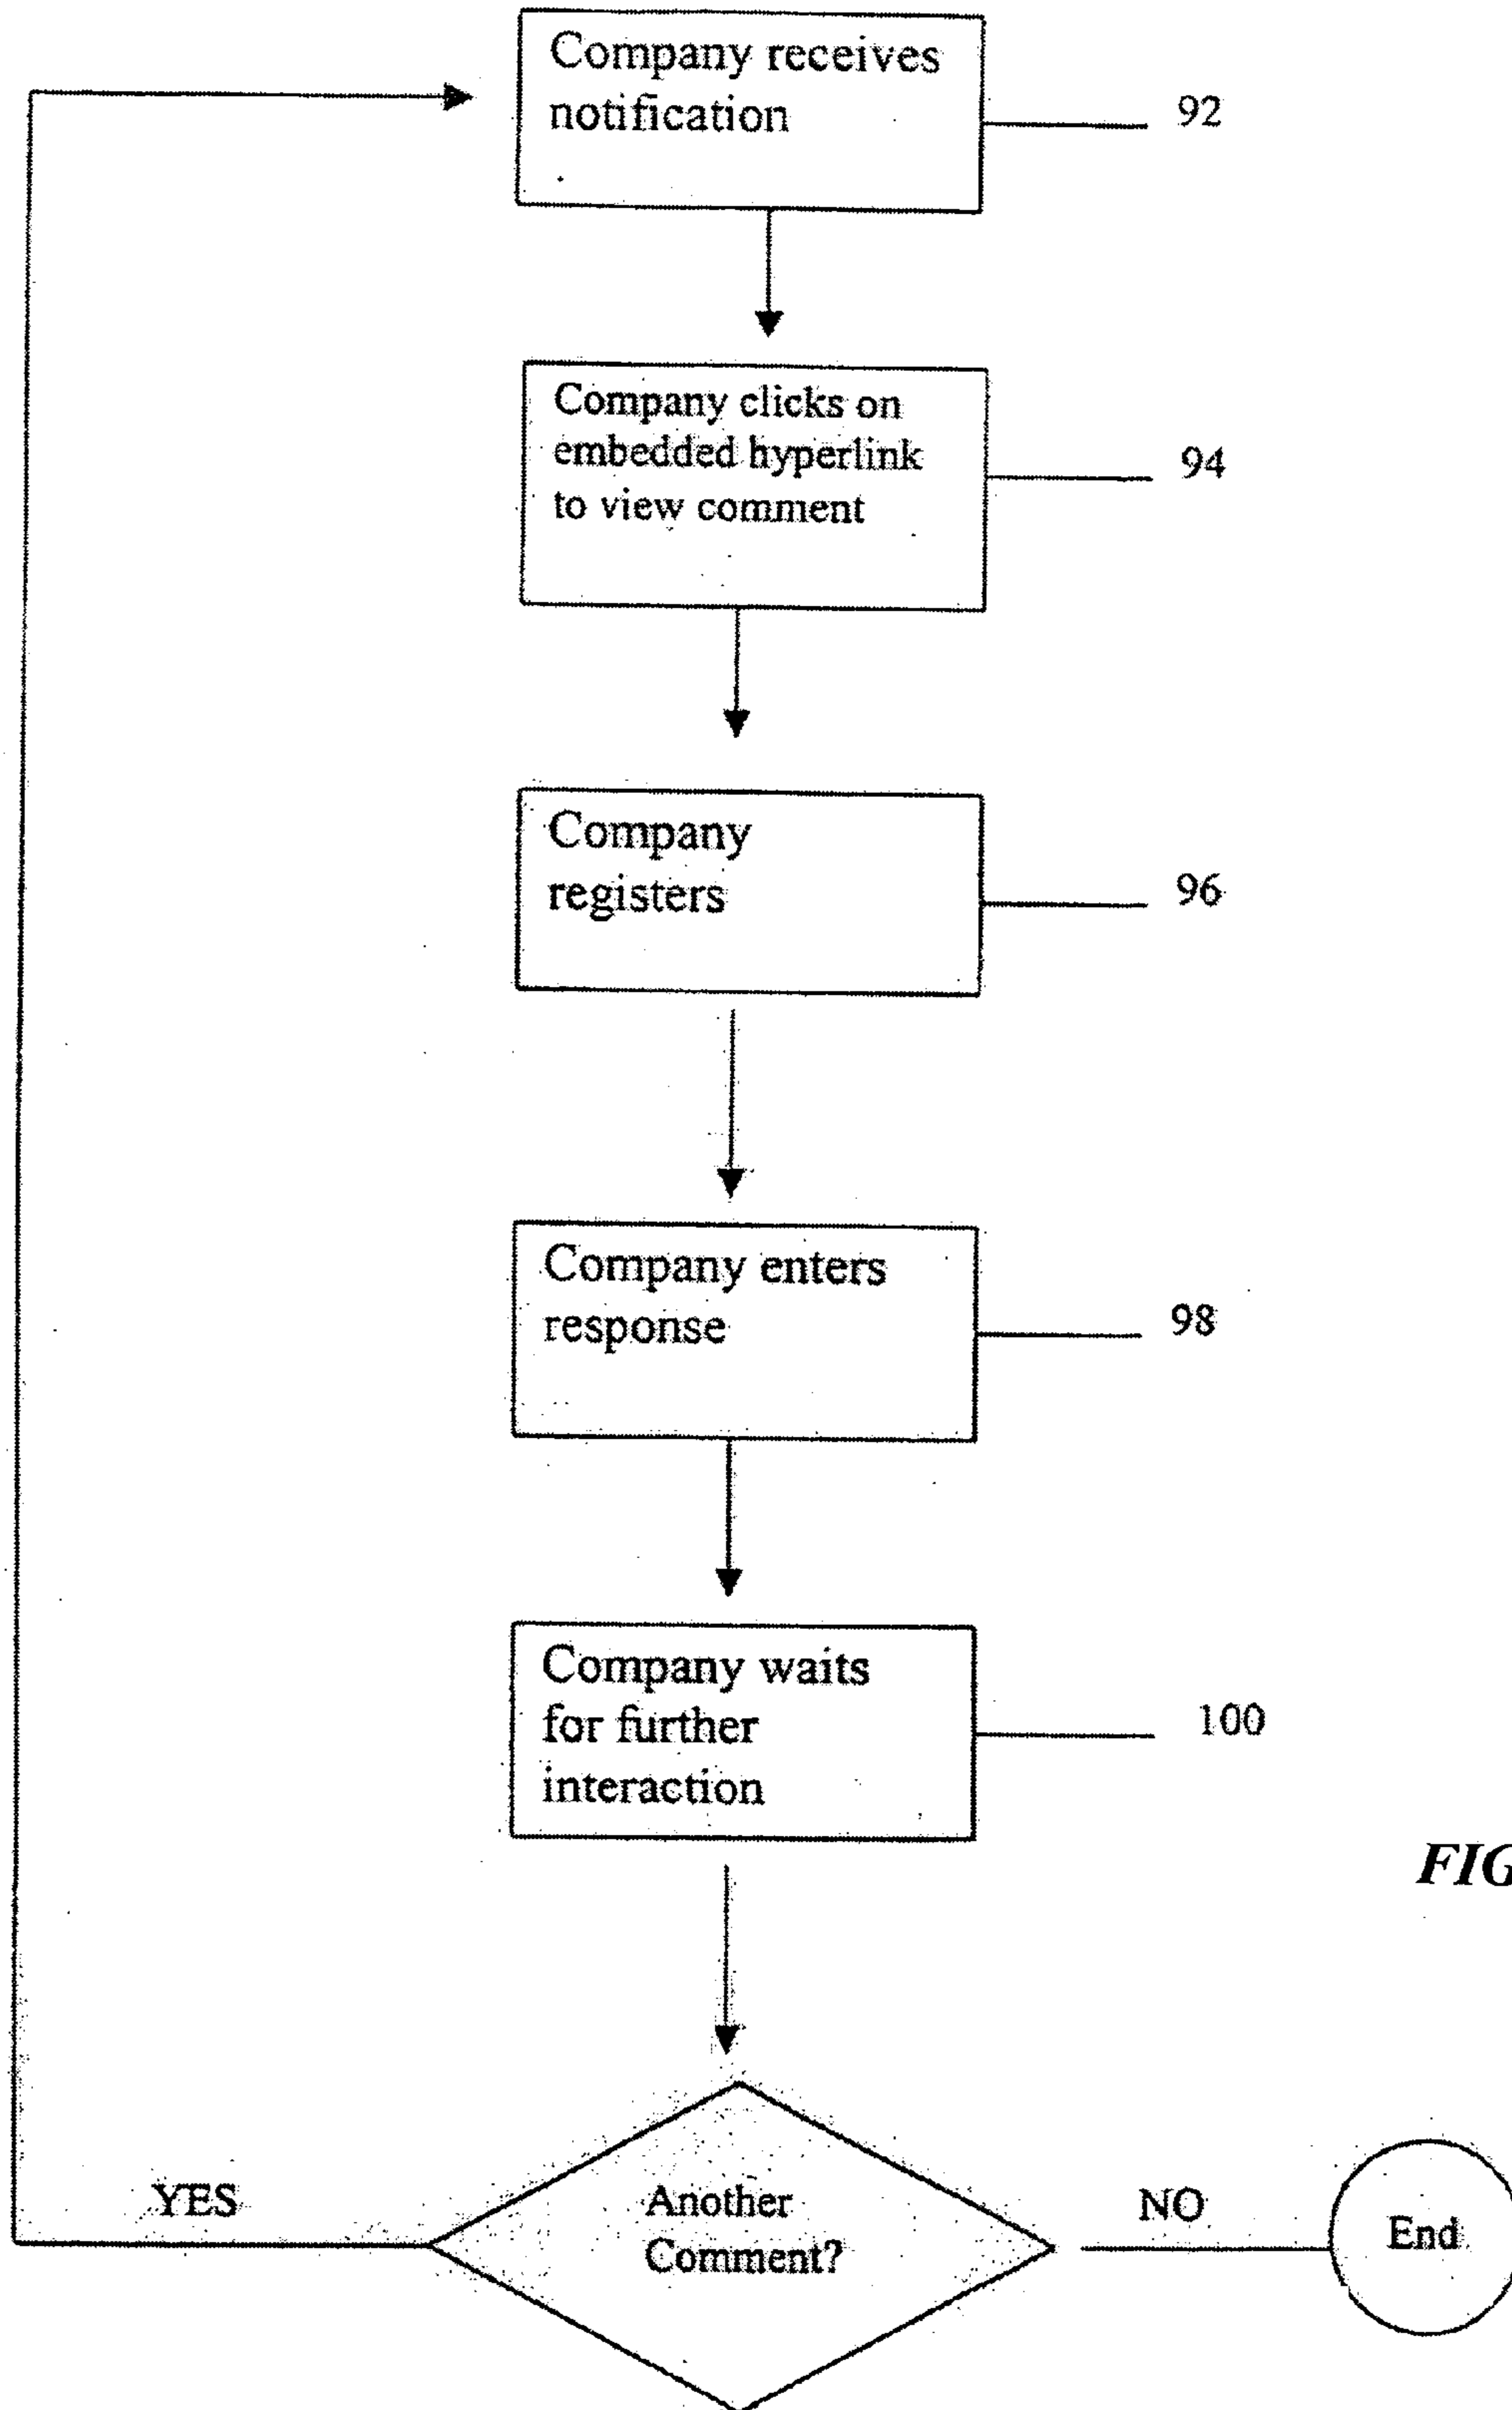 Company receives
notification
92
Company clicks on
embedded hyperlink
to view comment
94
Company
registers
96
Company enters
response
98
Company waits
for further
interaction
100
FIG
Another
Comment?
YES
NO
End